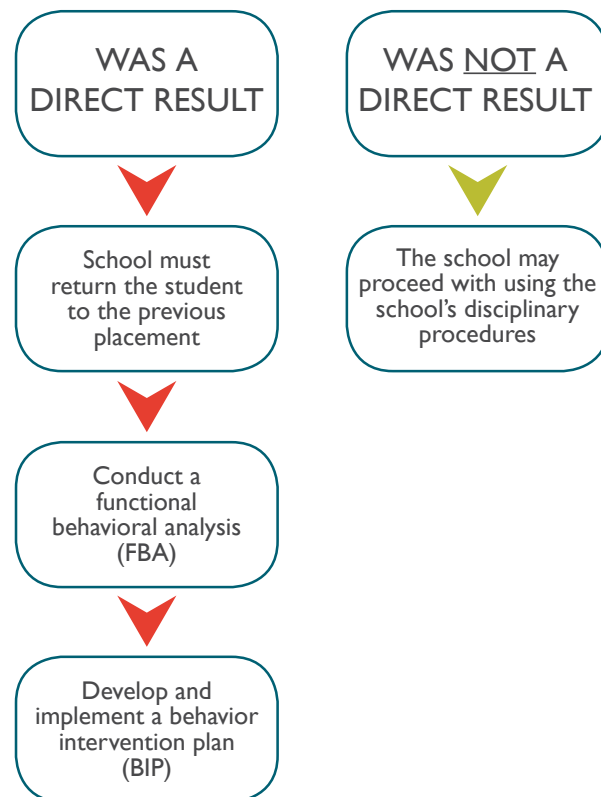 WAS A
DIRECT RESULT
School must
return the student
to the previous
placement
Conduct a
functional
behavioral analysis
(FBA)
Develop and
implement a behavior
intervention plan
(BIP)
WAS NOT A
DIRECT RESULT
The school may
proceed with using the
school’s disciplinary
procedures